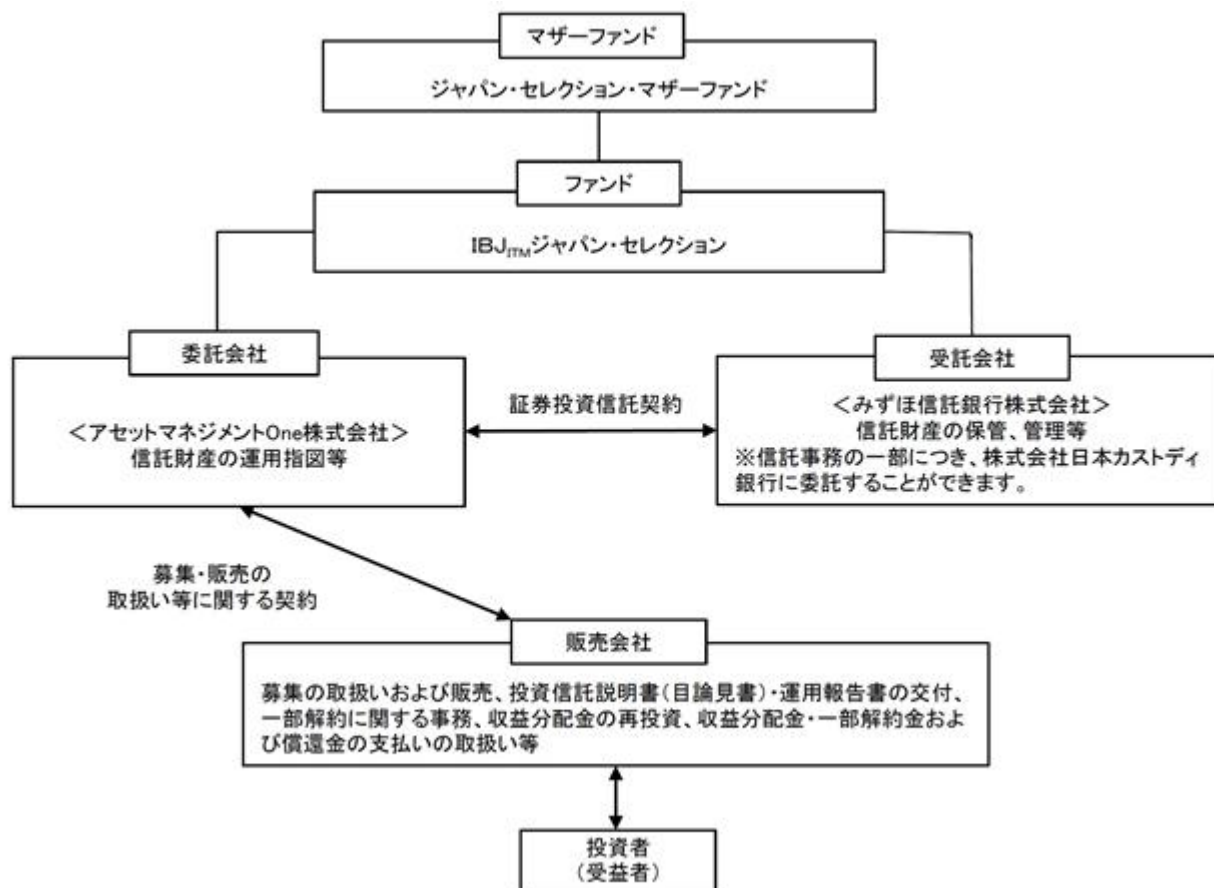 マザーファンド
ジャパン・セレクション・マザーファンド
ファンド
IBJITMジャパン・セレクション
委託会社
<アセットマネジメントOne株式会社>
信託財産の運用指図等
証券投資信託契約
受託会社
<みずほ信託銀行株式会社>
信託財産の保管、管理等
※信託事務の一部につき、株式会社日本カストディ
銀行に委託することができます。
募集・販売の
取扱い等に関する契約
販売会社
募集の取扱いおよび販売、投資信託説明書(目論見書)・運用報告書の交付、
一部解約に関する事務、収益分配金の再投資、収益分配金・一部解約金およ
び償還金の支払いの取扱い等
投資者
(受益者)